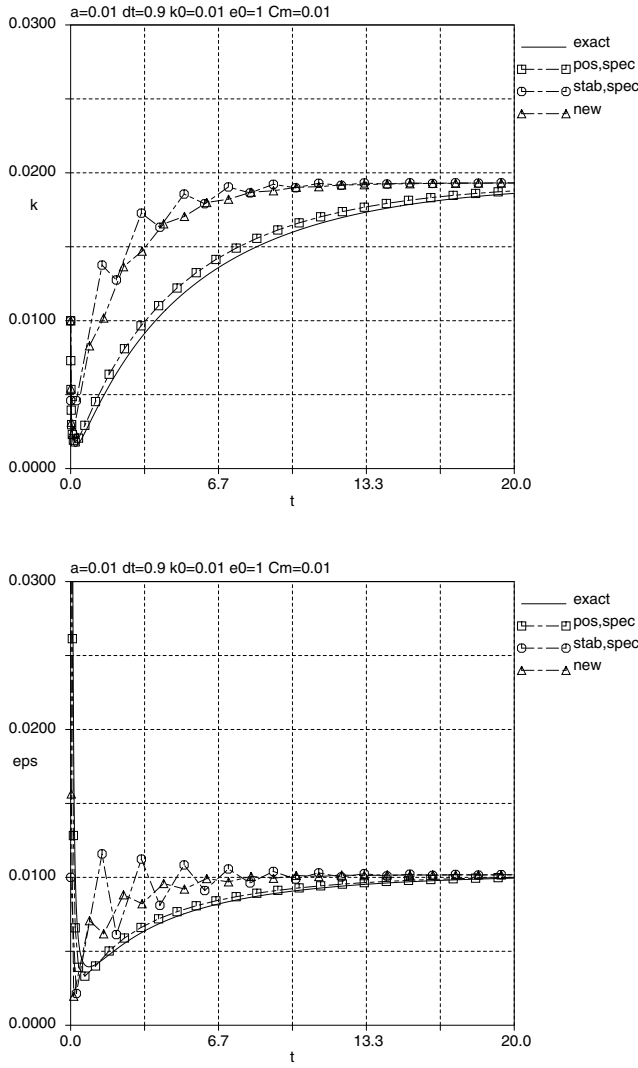 a=0.01 dt=0.9 k0=0.01 e0=1 Cm=0.01
0.0300
exact
pos,spec
stab,spec
new
0.0200
k
0.0100
0.0000
0.0
6.7
13.3
20.0
t
a=0.01 dt=0.9 k0=0.01 e0=1 Cm=0.01
0.0300
exact
pos,spec
stab,spec
new
0.0200
eps
0.0100
0.0000
0.0
6.7
13.3
20.0
t